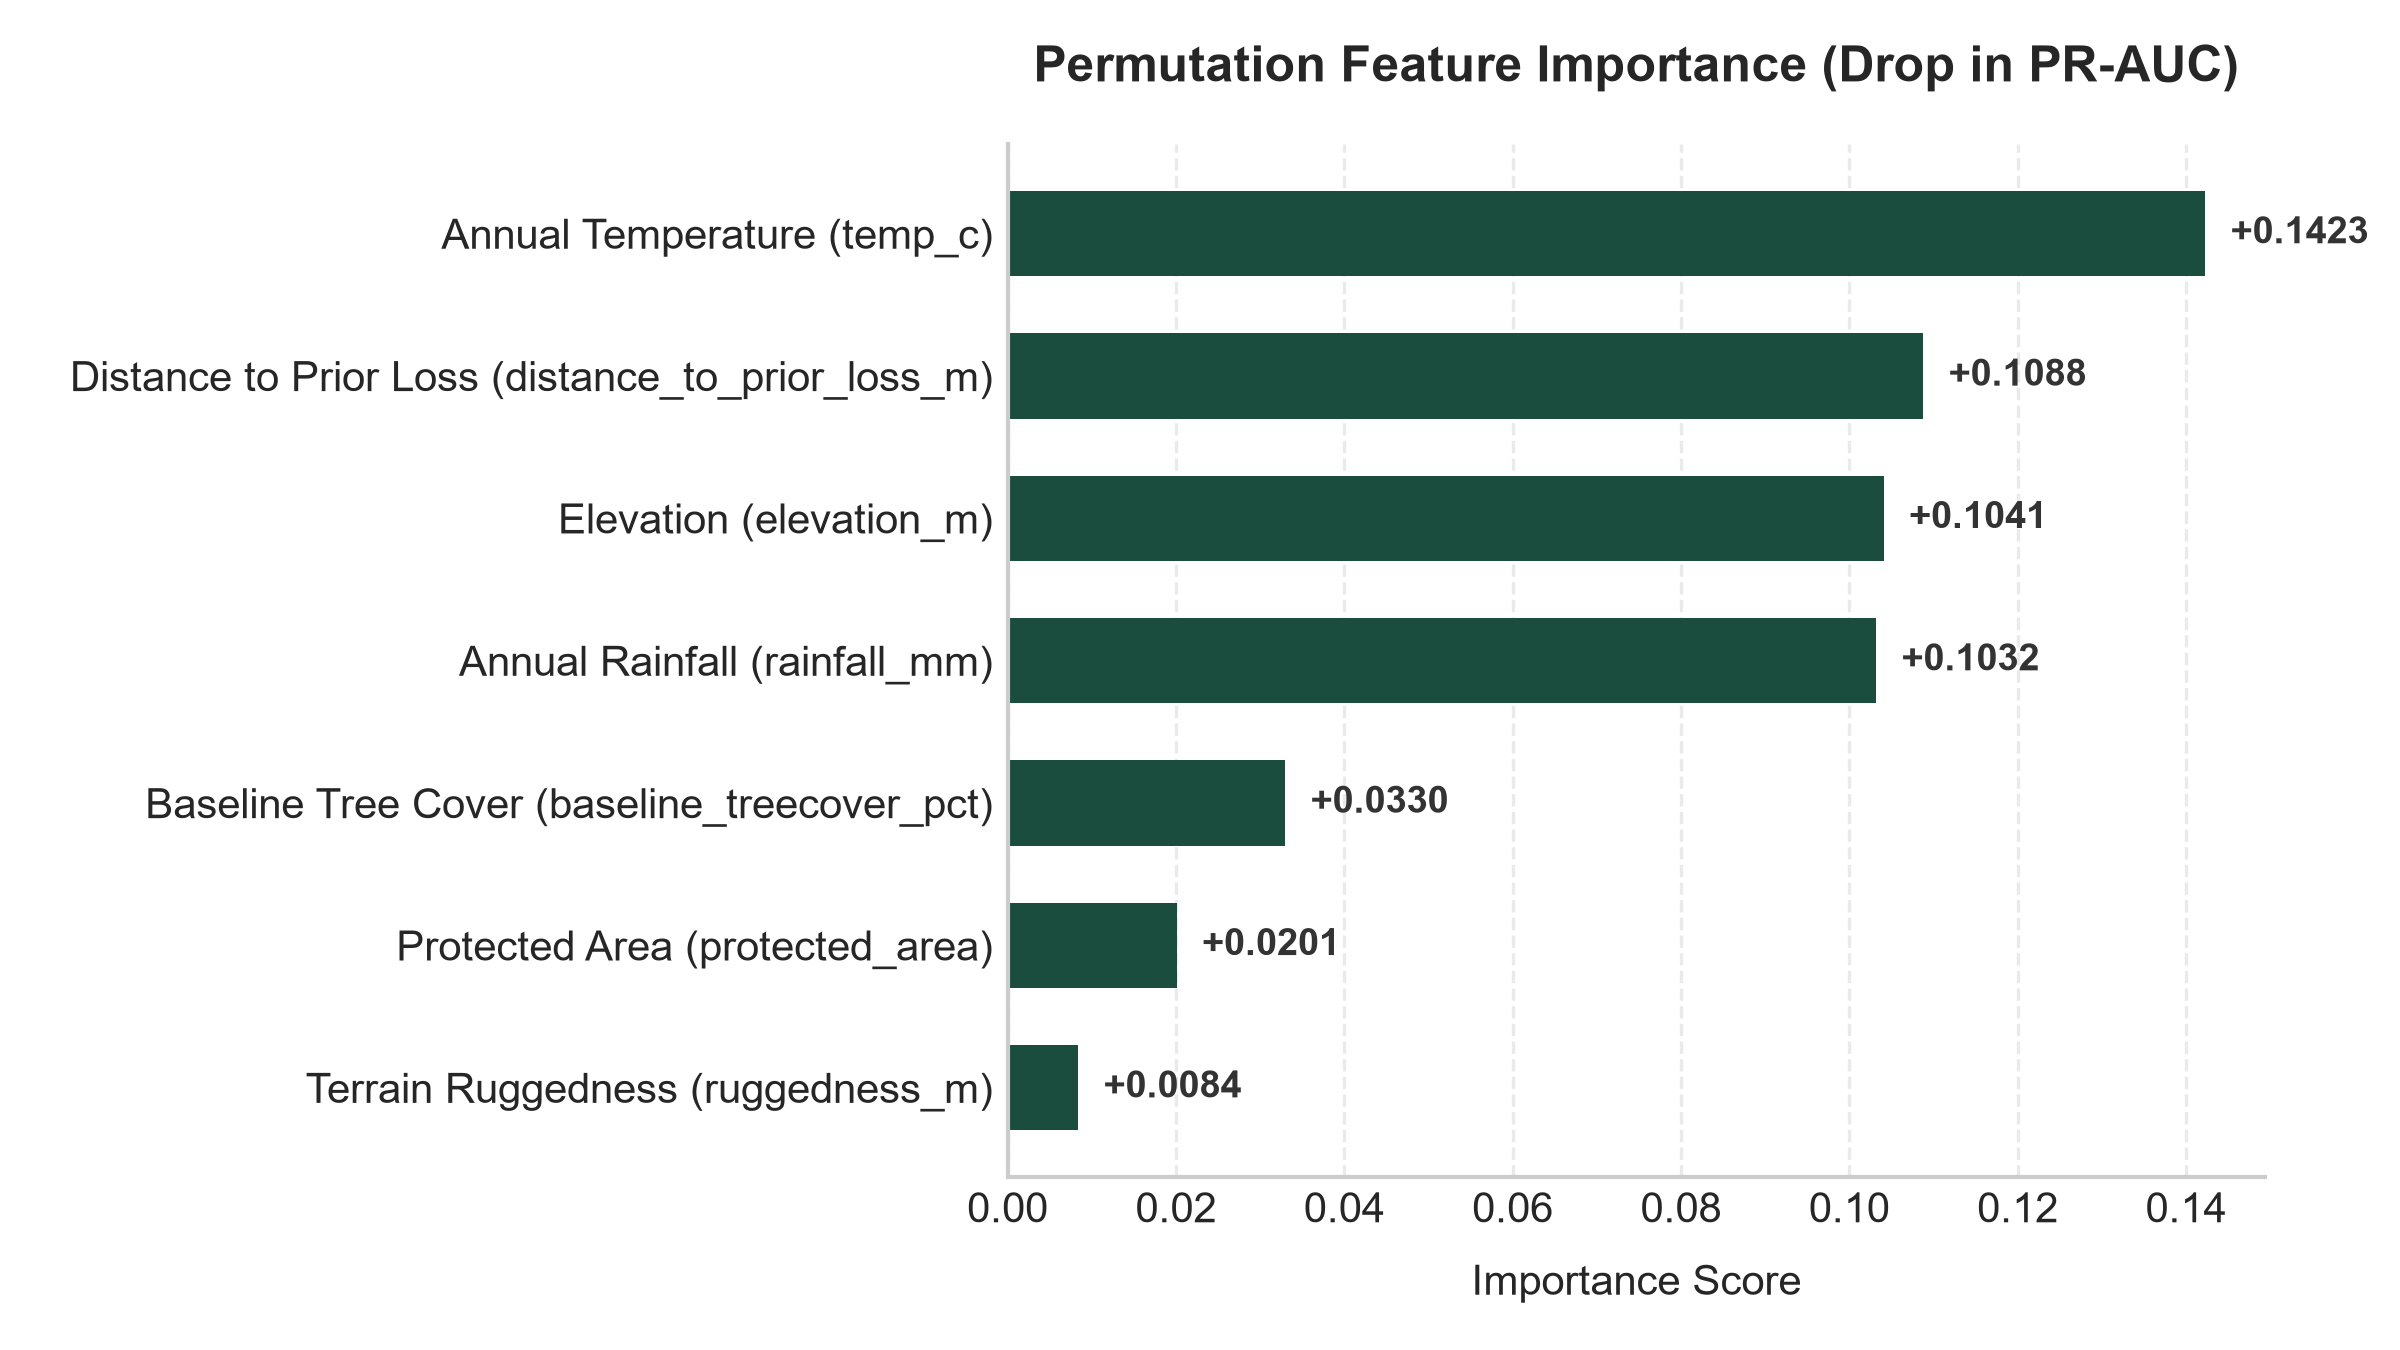 Permutation Feature Importance (Drop in PR-AUC)
Annual Temperature (temp_c) +0.1423
Distance to Prior Loss (distance_to_prior_loss_m) +0.1088
Elevation (elevation_m) +0.1041
Annual Rainfall (rainfall_mm) +0.1032
Baseline Tree Cover (baseline_treecover_pct) +0.0330
Protected Area (protected_area) +0.0201
Terrain Ruggedness (ruggedness_m) +0.0084
0.00 0.02 0.04 0.06 0.08 0.10 0.12 0.14
Importance Score